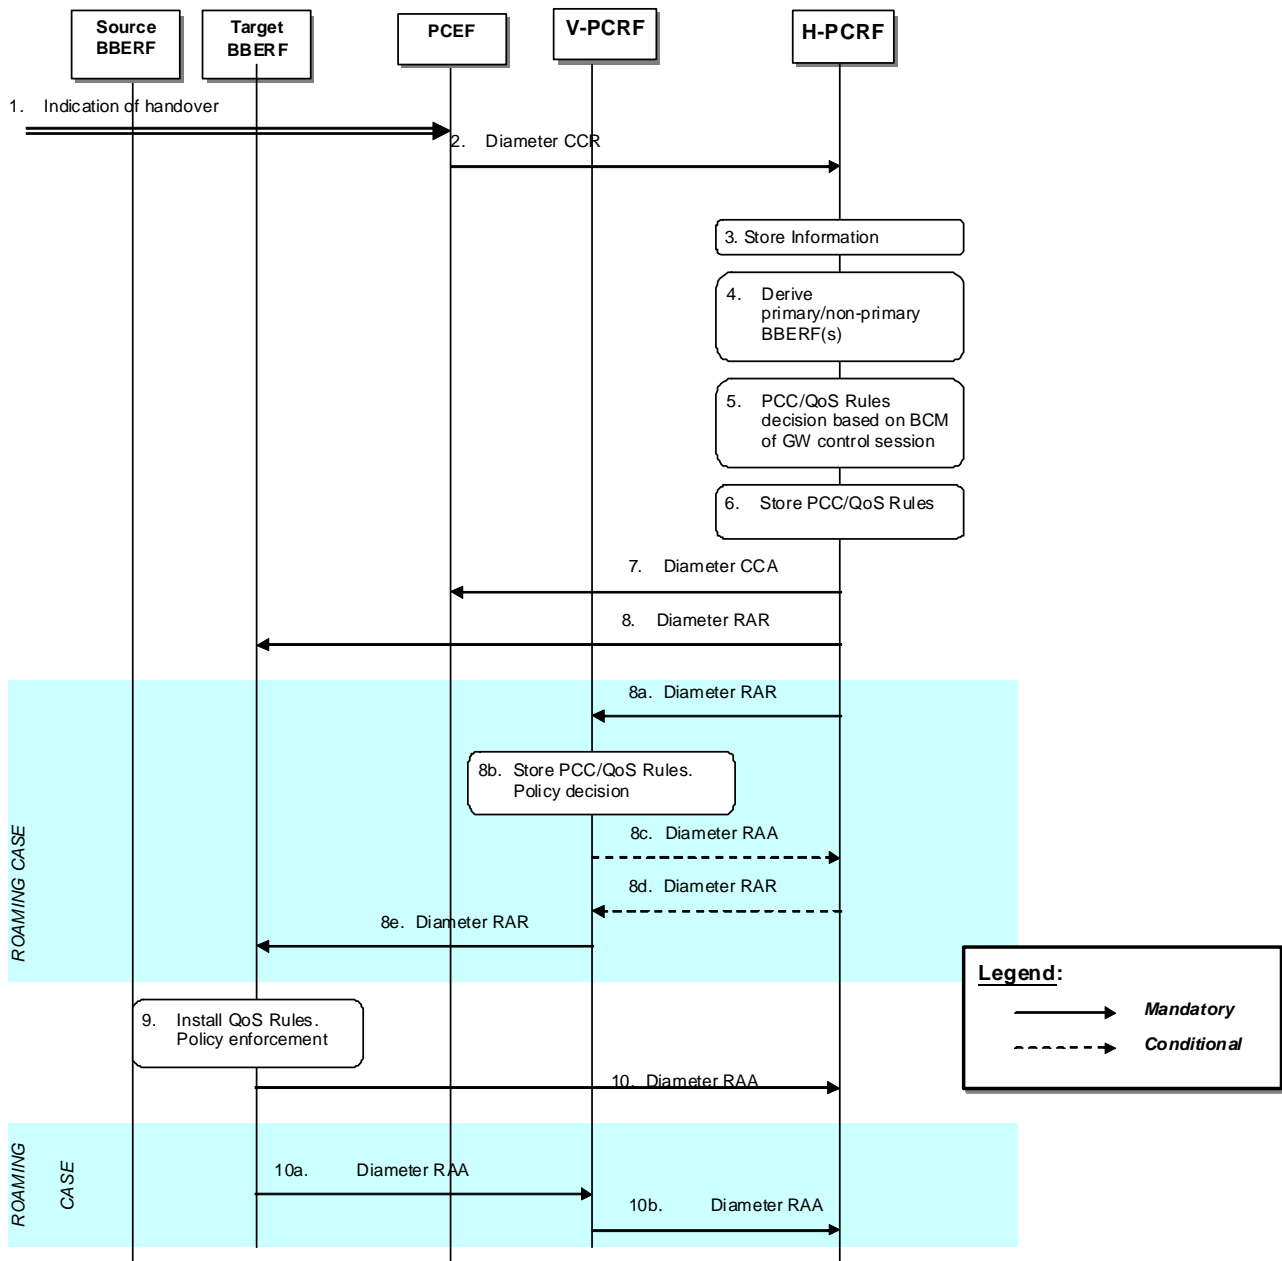 Source
BBERF
Target
BBERF
PCEF
V-PCRF
H-PCRF
1. Indication of handover
2. Diameter CCR
3. Store Information
4. Derive
primary/non-primary
BBERF(s)
5. PCC/QoS Rules
decision based on BCM
of GW control session
6. Store PCC/QoS Rules
7. Diameter CCA
8. Diameter RAR
8a. Diameter RAR
8b. Store PCC/QoS Rules.
Policy decision
8c. Diameter RAA
8d. Diameter RAR
8e. Diameter RAR
ROAMING CASE
Legend:
Mandatory
Conditional
9. Install QoS Rules.
Policy enforcement
10. Diameter RAA
ROAMING
CASE
10a. Diameter RAA
10b. Diameter RAA